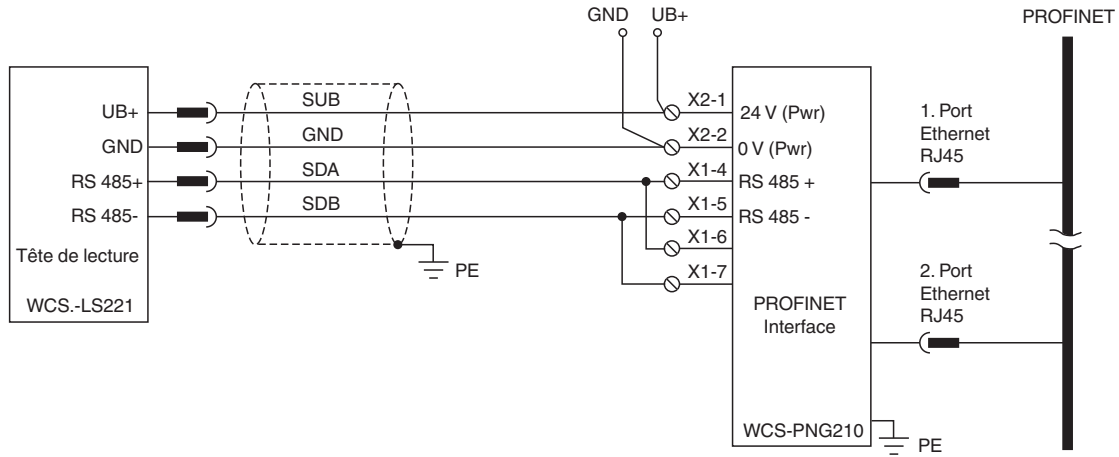 GND UB+
PROFINET
UB+
GND
RS 485+
RS 485-
Tête de lecture
WCS.-LS221
SUB
GND
SDA
SDB
PE
X2-1
X2-2
X1-4
X1-5
X1-6
X1-7
24 V (Pwr)
0 V (Pwr)
RS 485 +
RS 485 -
PROFINET
Interface
WCS-PNG210
PE
1. Port
Ethernet
RJ45
2. Port
Ethernet
RJ45